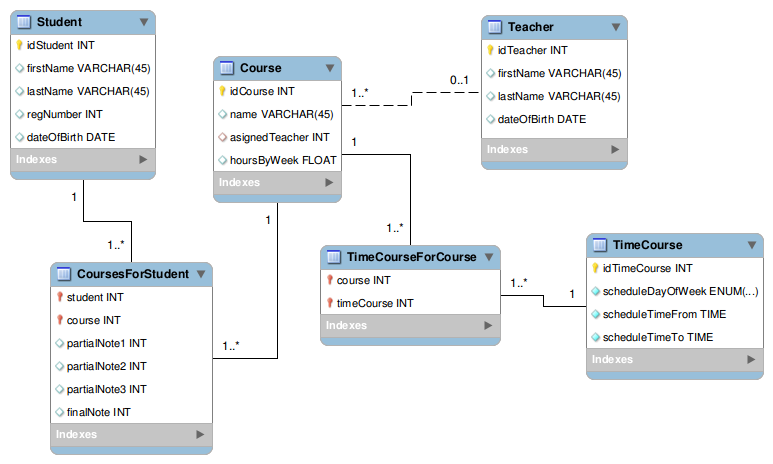 Student
idStudent INT
firstName VARCHAR(45)
lastName VARCHAR(45)
regNumber INT
dateOfBirth DATE
Indexes
Course
idCourse INT
name VARCHAR(45)
asignedTeacher INT
hoursByWeek FLOAT
Indexes
Teacher
idTeacher INT
firstName VARCHAR(45)
lastName VARCHAR(45)
dateOfBirth DATE
Indexes
1..*
0..1
1
1..*
1
1..*
1
1..*
CoursesForStudent
student INT
course INT
partialNote1 INT
partialNote2 INT
partialNote3 INT
finalNote INT
Indexes
TimeCourseForCourse
course INT
timeCourse INT
Indexes
1..*
1
TimeCourse
idTimeCourse INT
scheduleDayOfWeek ENUM(...)
scheduleTimeFrom TIME
scheduleTimeTo TIME
Indexes